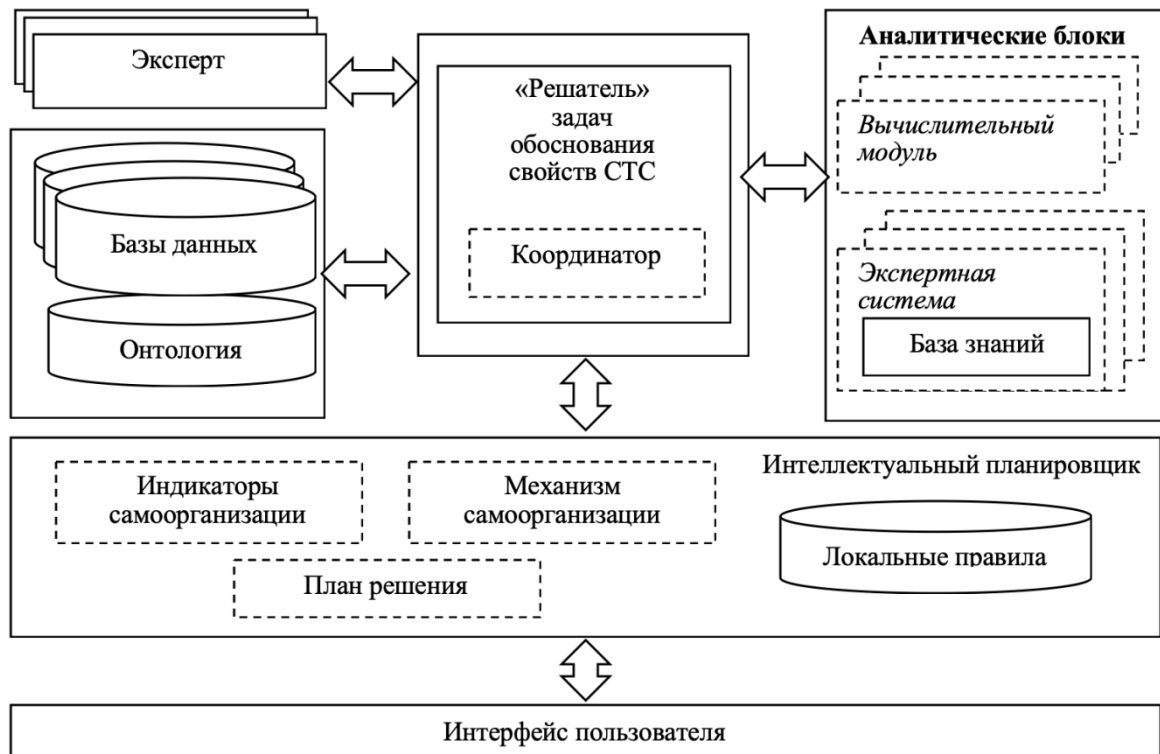 Эксперт
Базы данных
Онтология
«Решатель»
задач
обоснования
свойств СТС
Координатор
Аналитические блоки
Вычислительный
модуль
Экспертная
система
База знаний
Индикаторы
самоорганизации
Механизм
самоорганизации
План решения
Интеллектуальный планировщик
Локальные правила
Интерфейс пользователя